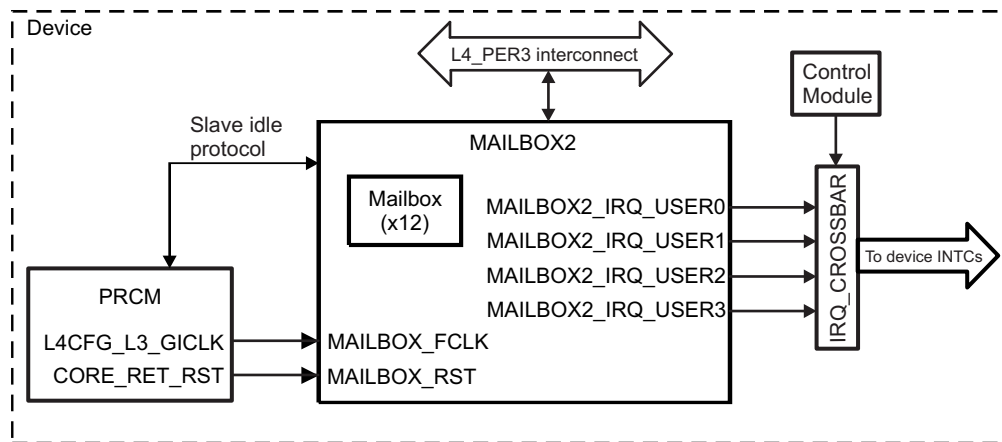 Device
L4_PER3 interconnect
Control
Module
Slave idle
protocol
MAILBOX2
Mailbox
(x12)
MAILBOX2_IRQ_USER0
MAILBOX2_IRQ_USER1
MAILBOX2_IRQ_USER2
MAILBOX2_IRQ_USER3
IRQ_CROSSBAR
To device INTCs
PRCM
L4CFG_L3_GICLK
CORE_RET_RST
MAILBOX_FCLK
MAILBOX_RST